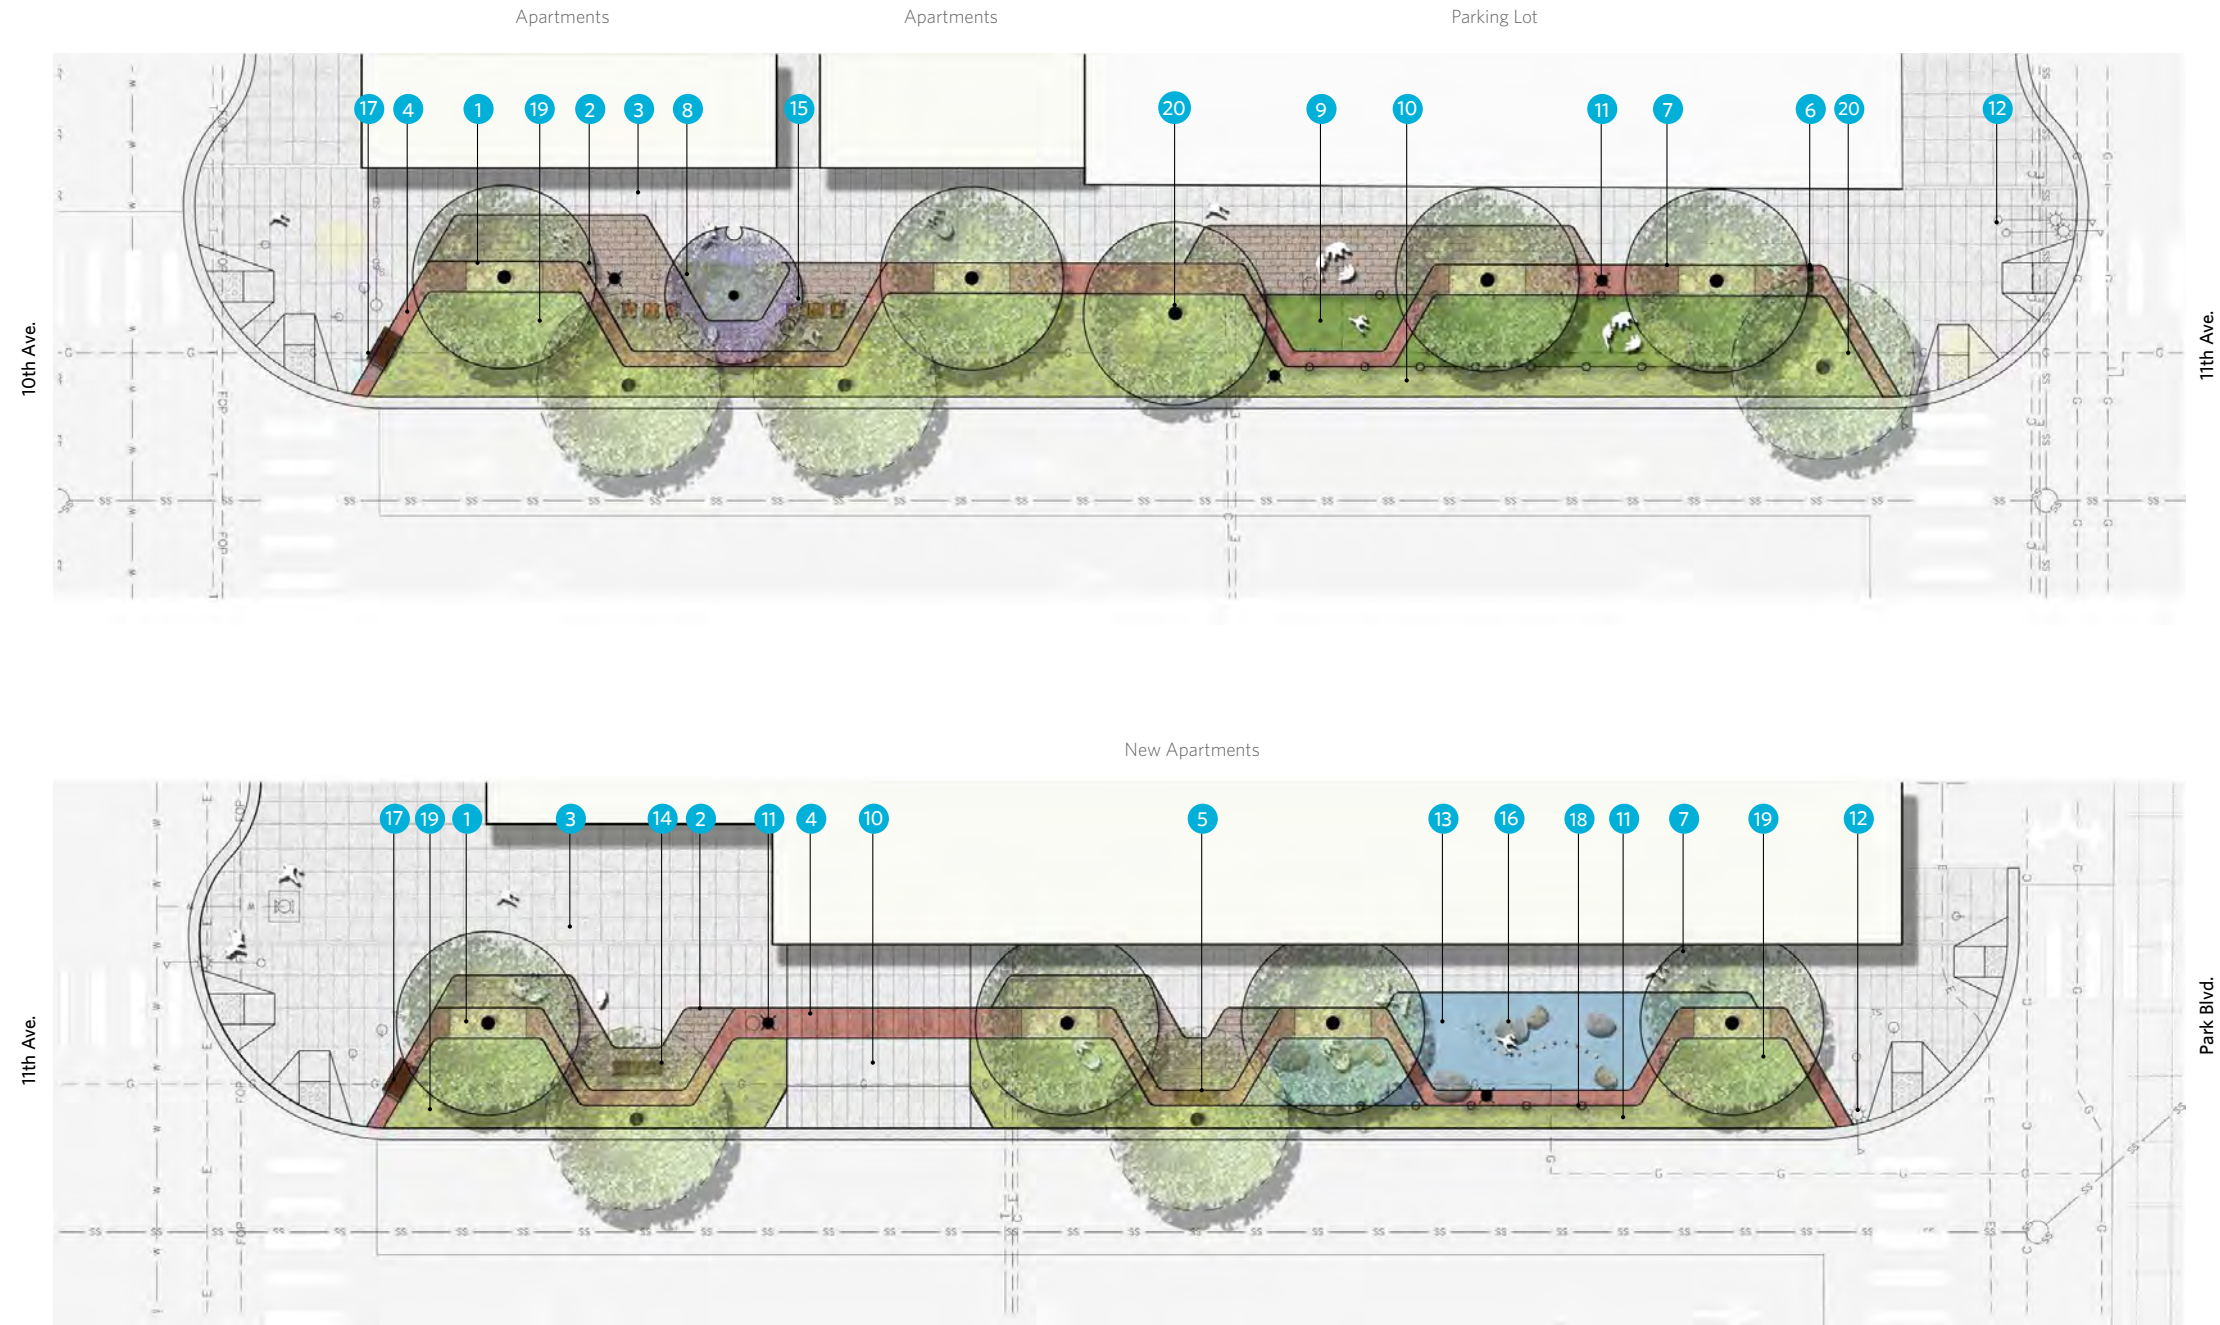 Apartments Apartments Parking Lot
17 4 1 19 2 3 8 15 20 9 10 11 7 6 20 12
10th Ave.
11th Ave.
New Apartments
17 19 1 3 14 2 11 4 10 5 13 16 18 11 7 19 12
11th Ave.
Park Blvd.